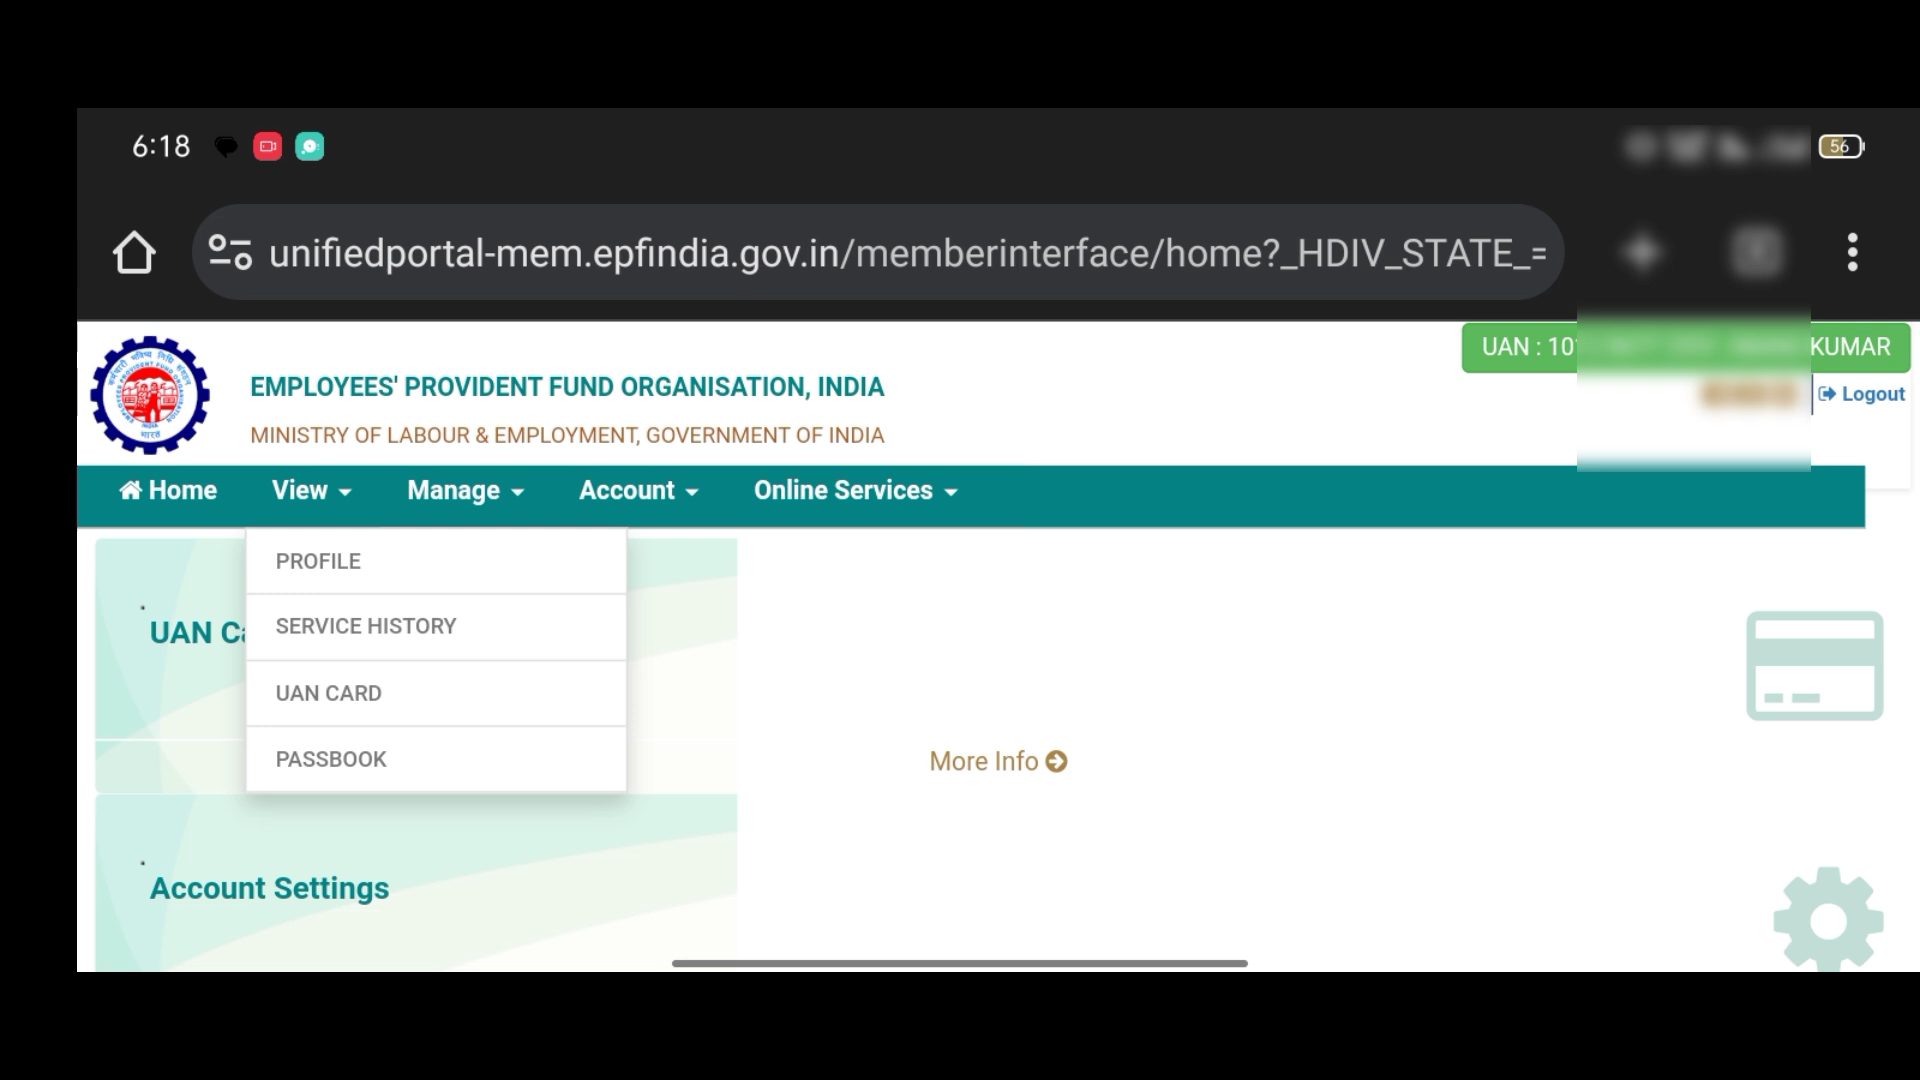 6:18
56
unifiedportal-mem.epfindia.gov.in/memberinterface/home?_HDIV_STATE_=
UAN : 10
KUMAR
EMPLOYEES' PROVIDENT FUND ORGANISATION, INDIA
Logout
MINISTRY OF LABOUR & EMPLOYMENT, GOVERNMENT OF INDIA
Home
View
Manage
Account
Online Services
PROFILE
SERVICE HISTORY
UAN C
UAN CARD
PASSBOOK
More Info
Account Settings